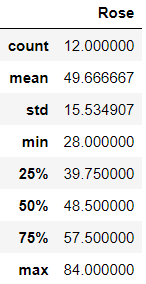 Rose
count 12.000000
mean 49.666667
std 15.534907
min 28.000000
25% 39.750000
50% 48.500000
75% 57.500000
max 84.000000